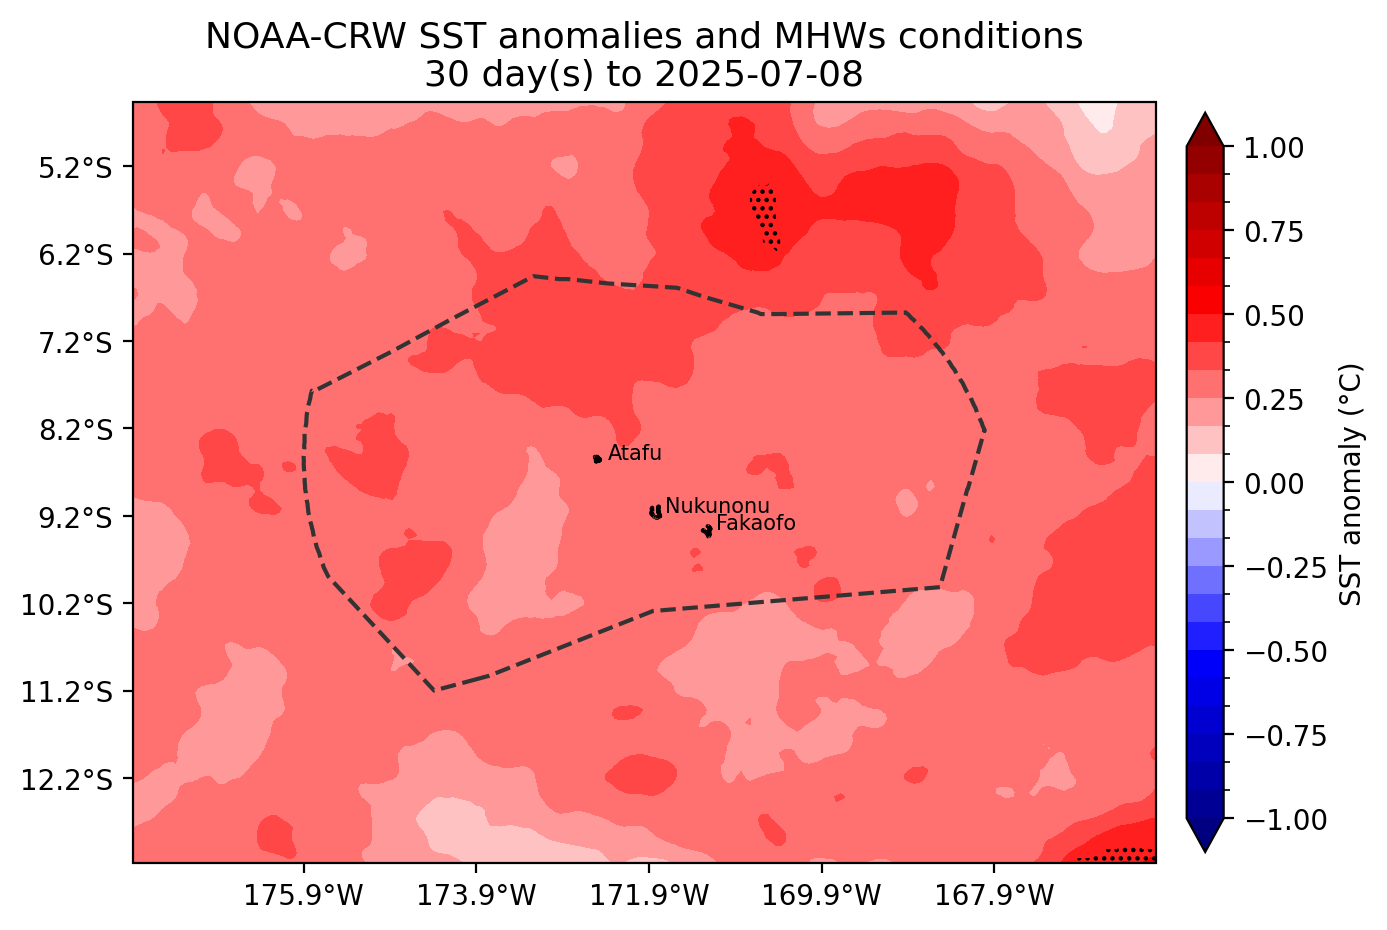 NOAA-CRW SST anomalies and MHWs conditions
30 day(s) to 2025-07-08
5.2°S
6.2°S
7.2°S
8.2°S
9.2°S
10.2°S
11.2°S
12.2°S
Atafu
Nukunonu
Fakaofo
175.9°W
173.9°W
171.9°W
169.9°W
167.9°W
1.00
0.75
0.50
0.25
0.00
−0.25
−0.50
−0.75
−1.00
SST anomaly (°C)